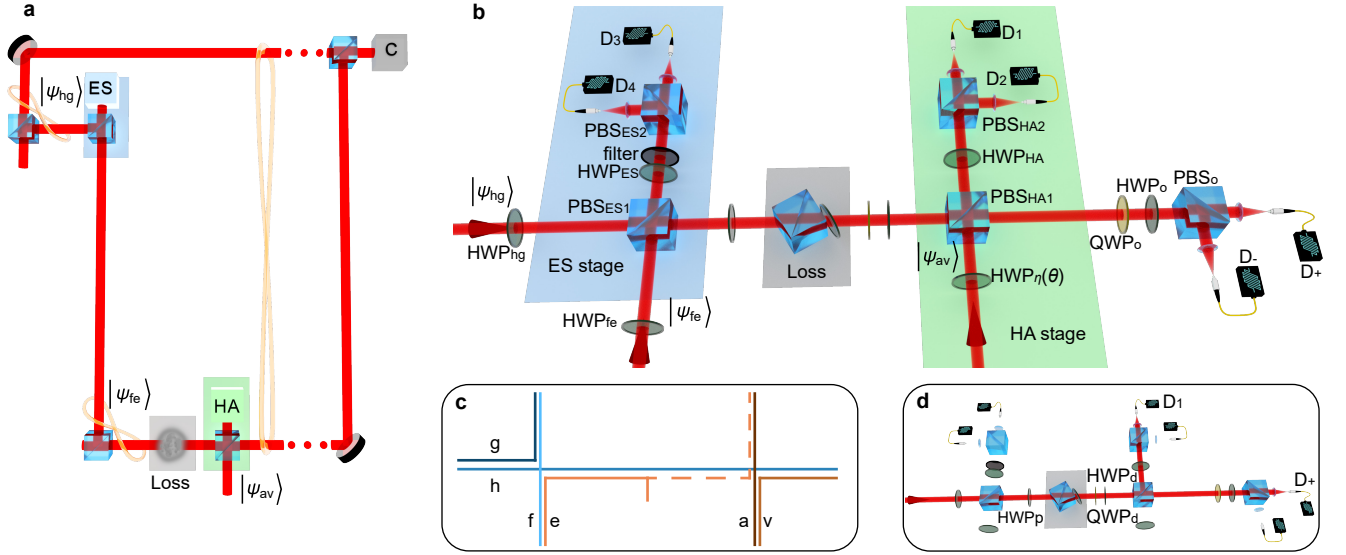 a
C
|ψhg⟩
ES
|ψfe⟩
HA
Loss
|ψav⟩
b
D3
D4
PBSES2
filter
HWPES
|ψhg⟩
PBSES1
HWPhg
ES stage
HWPfe
|ψfe⟩
Loss
D1
D2
PBSHA2
HWPHA
PBSHA1
|ψav⟩
HWPη(θ)
HA stage
HWPo
PBSo
QWPo
D-
D+
c
g
h
f
e
a
v
d
D1
HWPd
D+
HWPp
QWPd